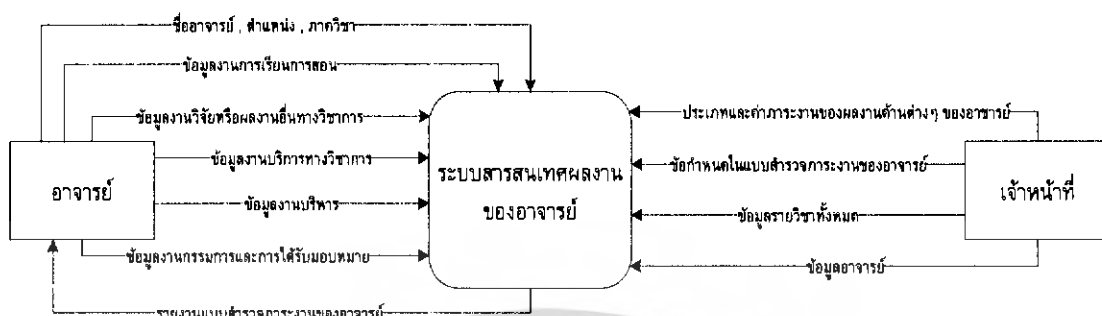 ชื่ออาจารย์ , ตำแหน่ง , ภาควิชา
ข้อมูลงานการเรียนการสอน
ข้อมูลงานวิจัยหรือผลงานอื่นทางวิชาการ
ข้อมูลงานบริการทางวิชาการ
ข้อมูลงานบริหาร
ข้อมูลงานกรรมการและการได้รับมอบหมาย
รายงานแบบสำรวจภาระงานของอาจารย์
อาจารย์
ระบบสารสนเทศผลงาน
ของอาจารย์
ประเภทและค่าภาระงานของผลงานด้านต่างๆ ของอาจารย์
ข้อกำหนดในแบบสำรวจภาระงานของอาจารย์
ข้อมูลรายวิชาทั้งหมด
ข้อมูลอาจารย์
เจ้าหน้าที่